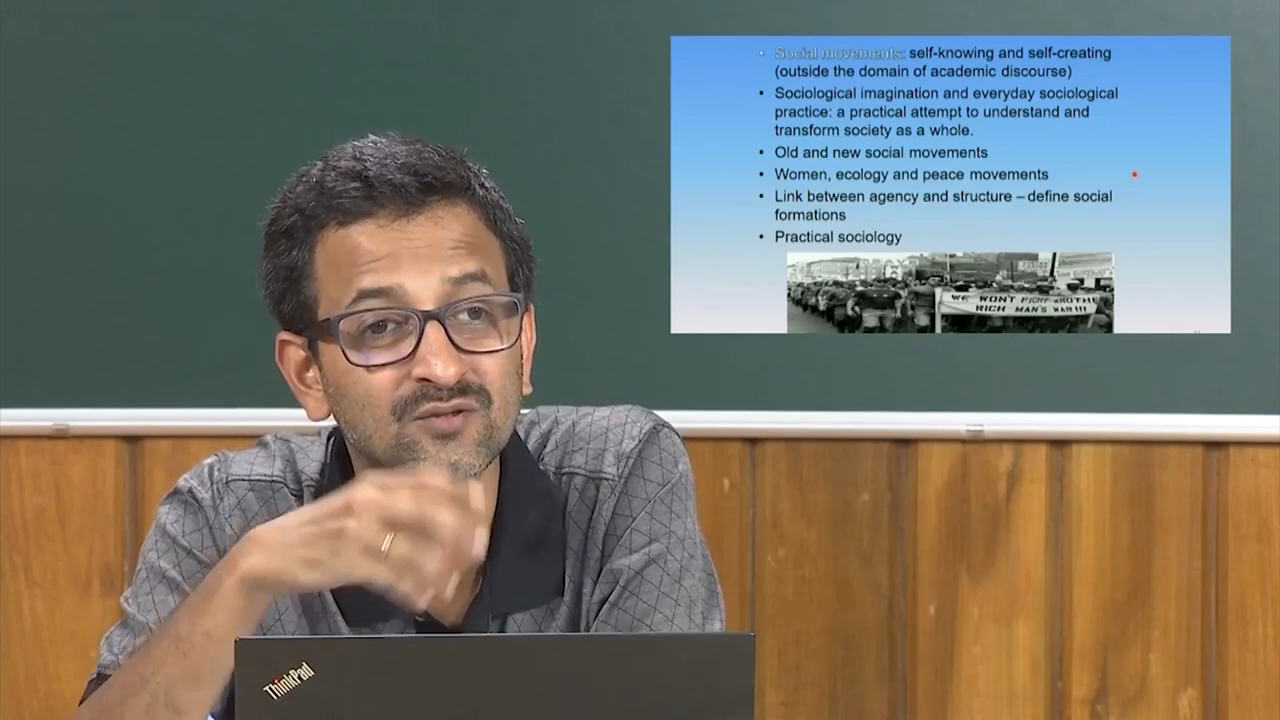 Social movements: self-knowing and self-creating
(outside the domain of academic discourse)
Sociological imagination and everyday sociological
practice: a practical attempt to understand and
transform society as a whole.
Old and new social movements
Women, ecology and peace movements
Link between agency and structure – define social
formations
Practical sociology
WE WON'T FIGHT ANOTHE
RICH MAN'S WAR!!!
ThinkPad